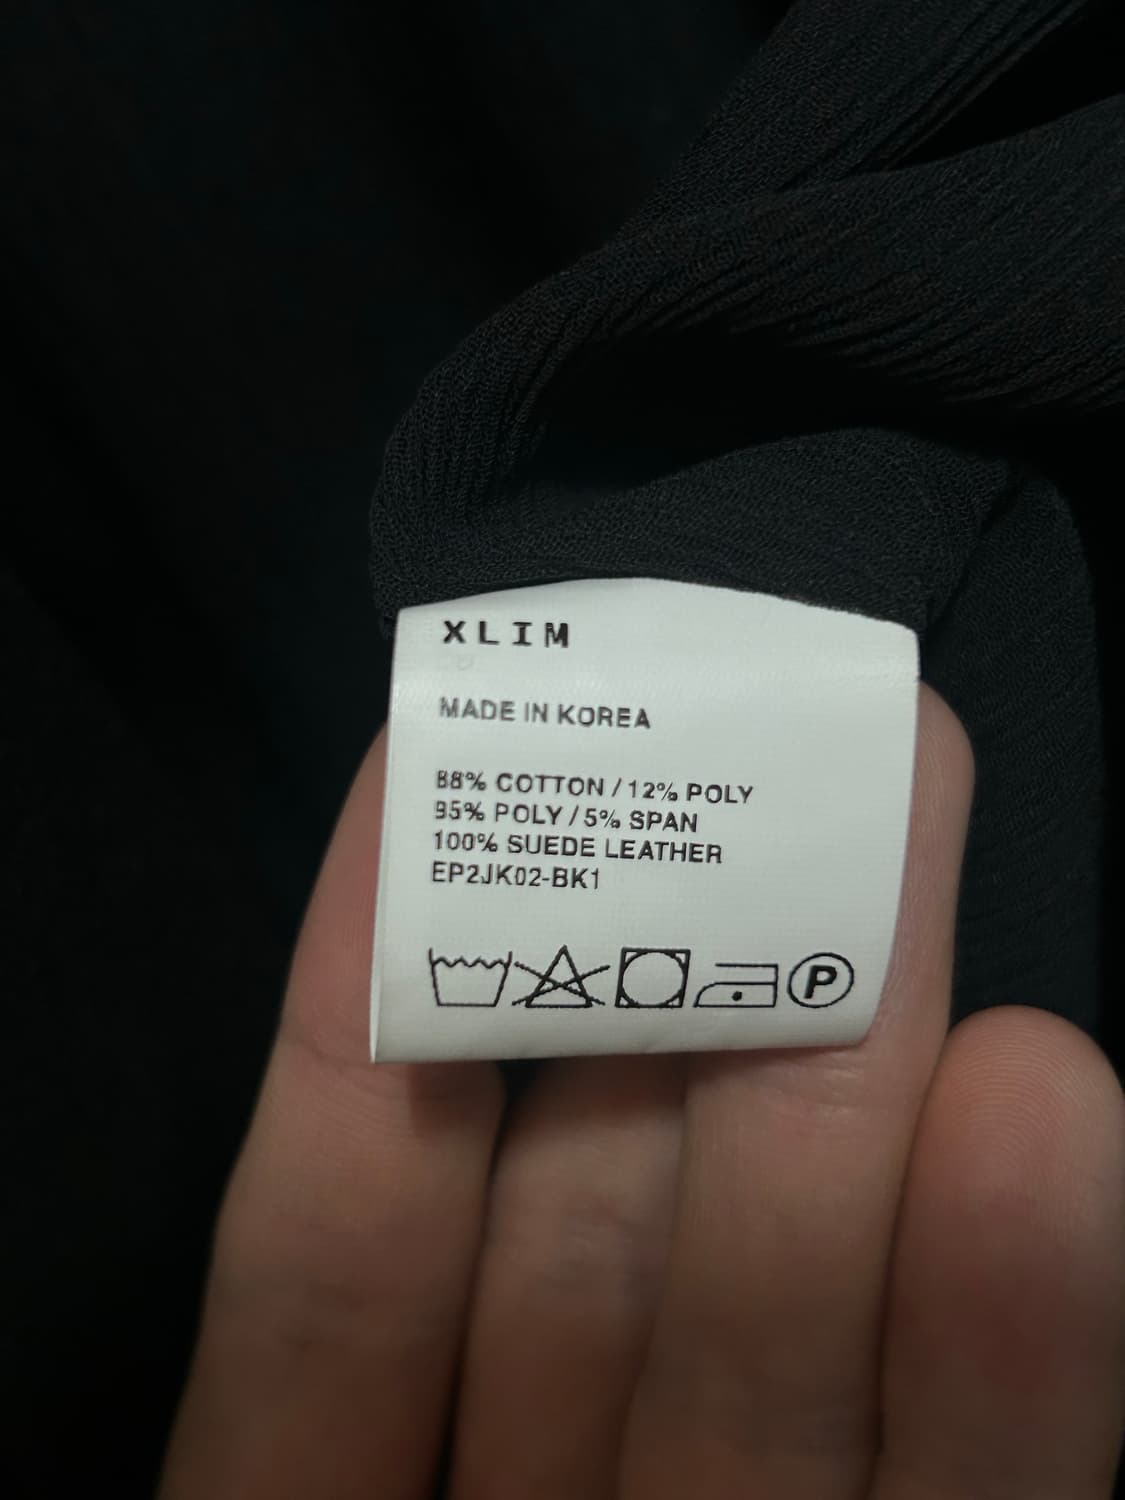 XLIM
MADE IN KOREA
88% COTTON / 12% POLY
95% POLY / 5% SPAN
100% SUEDE LEATHER
EP2JK02-BK1
P